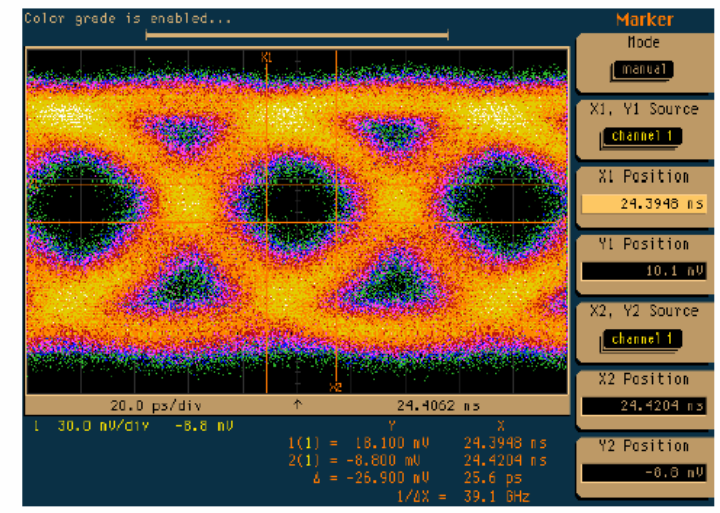 Color grade is enabled...
Marker
Mode
manual
X1, Y1 Source
channel 1
X1 Position
24.3948 ns
Y1 Position
10.1 mV
X2, Y2 Source
channel 1
X2 Position
24.4204 ns
Y2 Position
-8.8 mV
X1
X2
20.0 ps/div ↑ 24.4062 ns
1 30.0 mV/div -8.8 mV
Y X
1(1) = 18.100 mV 24.3948 ns
2(1) = -8.800 mV 24.4204 ns
Δ = -26.900 mV 25.6 ps
1/ΔX = 39.1 GHz